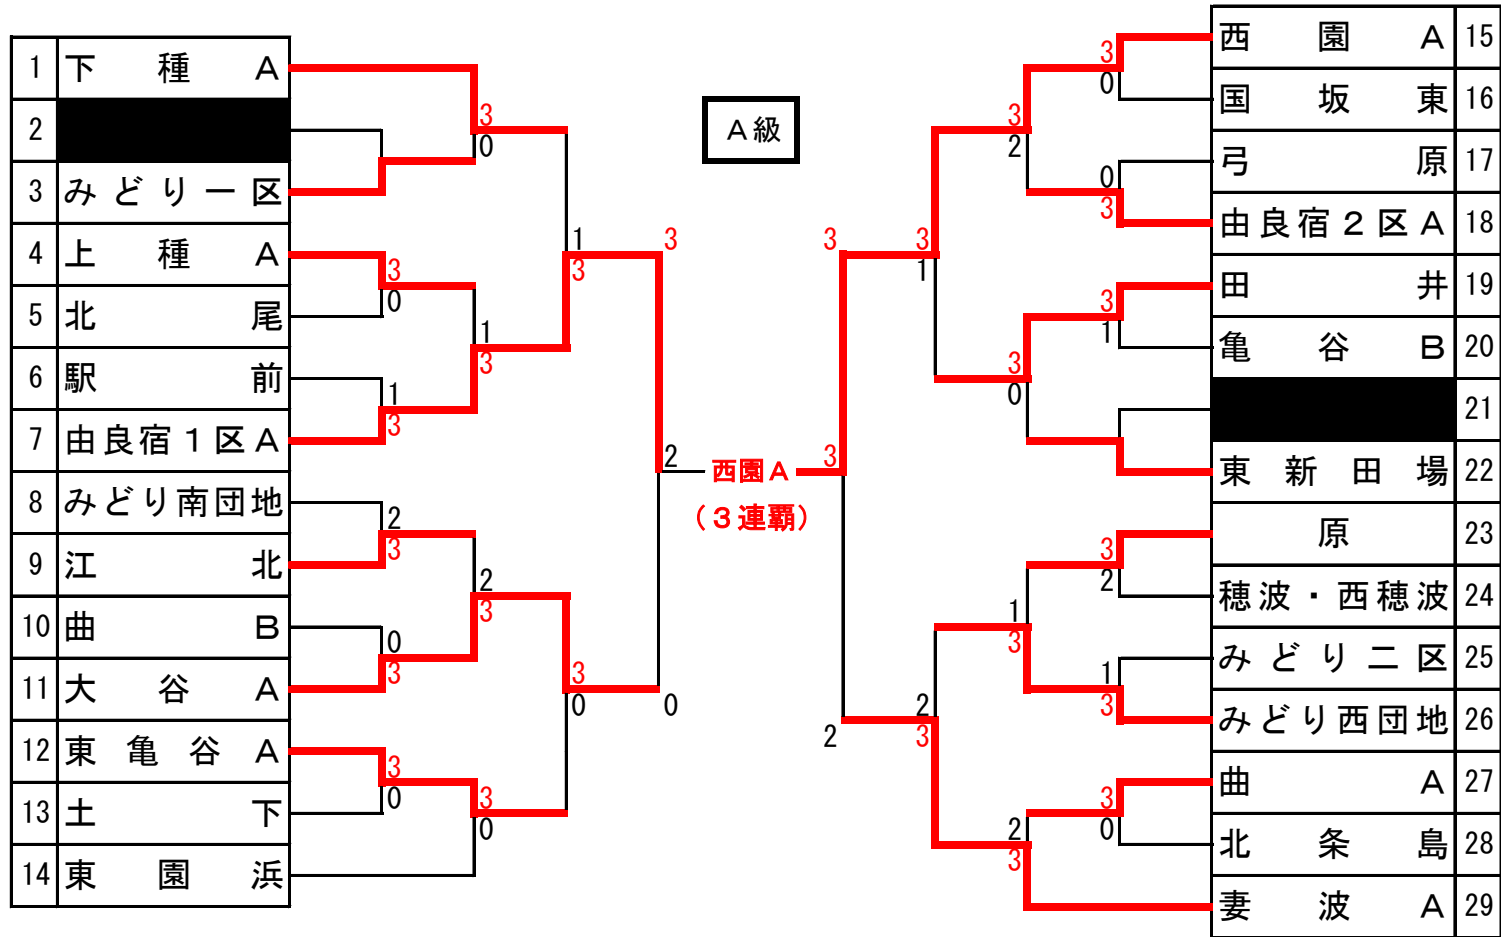 A級
1 下種A
2
3 みどり一区
4 上種A
5 北尾
6 駅前
7 由良宿1区A
8 みどり南団地
9 江北
10 曲B
11 大谷A
12 東亀谷A
13 土下
14 東園浜
3
0
3
0
1
3
2
3
0
3
3
0
1
3
2
3
3
0
1
3
3
0
3
2
0
西園A
(3連覇)
3
3
2
3
1
2
3
3
2
3
0
1
3
2
3
3
0
0
3
3
1
3
2
1
3
3
0
西園A 15
国坂東 16
弓原 17
由良宿2区A 18
田井 19
亀谷B 20
21
東新田場 22
原 23
穂波・西穂波 24
みどり二区 25
みどり西団地 26
曲A 27
北条島 28
妻波A 29